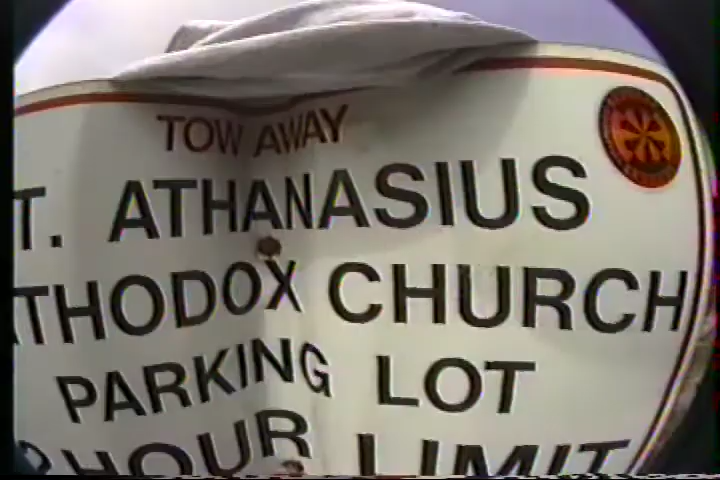 TOW AWAY
T. ATHANASIUS
THODOX CHURCH
PARKING LOT
HOUR LIMIT